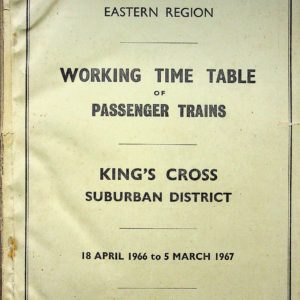 EASTERN REGION
WORKING TIME TABLE
OF
PASSENGER TRAINS
KING'S CROSS
SUBURBAN DISTRICT
18 APRIL 1966 to 5 MARCH 1967